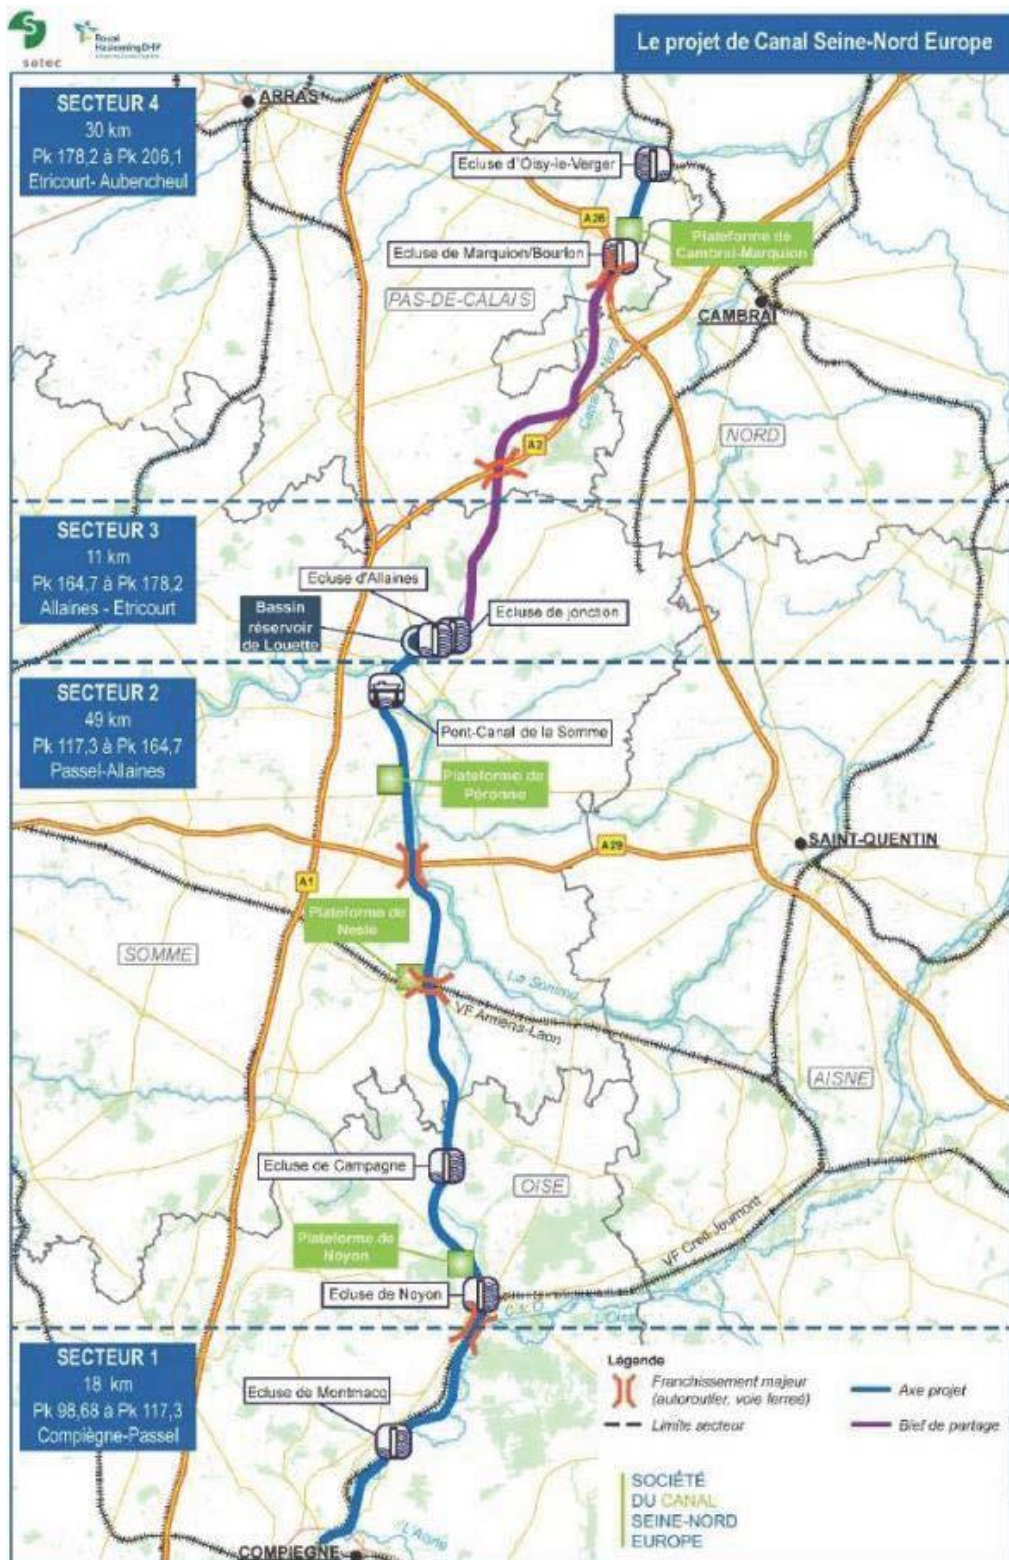 setec
Royal
HaskoningDHV
Le projet de Canal Seine-Nord Europe
SECTEUR 4
30 km
Pk 178,2 à Pk 206,1
Etricourt- Aubencheul
ARRAS
Ecluse d'Oisy-le-Verger
A26
Plateforme de
Cambrai-Marquion
Ecluse de Marquion/Bourlon
PAS-DE-CALAIS
CAMBRAI
NORD
A2
SECTEUR 3
11 km
Pk 164,7 à Pk 178,2
Allaines - Etricourt
Ecluse d'Allaines
Bassin
réservoir
de Louette
Ecluse de jonction
SECTEUR 2
49 km
Pk 117,3 à Pk 164,7
Passel-Allaines
Pont-Canal de la Somme
Plateforme de
Péronne
SAINT-QUENTIN
A29
A1
Plateforme de
Nesle
SOMME
La Somme
VF Amiens-Laon
AISNE
Ecluse de Campagne
OISE
VF Creil-Jeumont
Plateforme de
Noyon
Ecluse de Noyon
L'Oise
SECTEUR 1
18 km
Pk 98,68 à Pk 117,3
Compiègne-Passel
Ecluse de Montmacq
Légende
Franchissement majeur
(autoroutier, voie ferreé)
Axe projet
Limite secteur
Bief de partage
SOCIÉTÉ
DU CANAL
SEINE-NORD
EUROPE
L'Aisne
COMPIEGNE